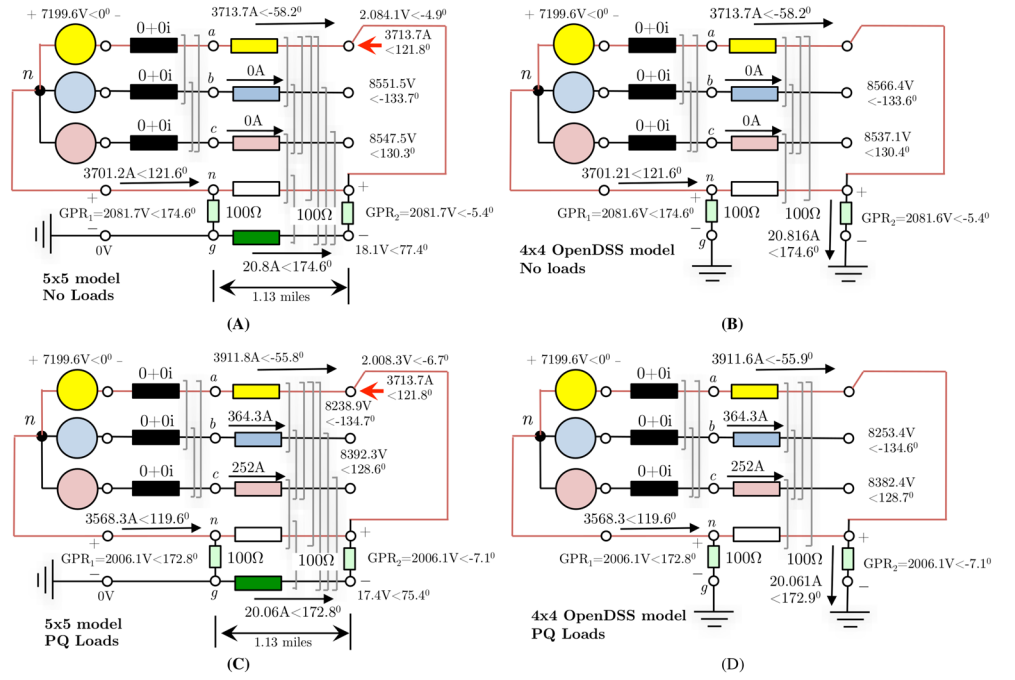 + 7199.6V<0⁰ –
3713.7A<-58.2⁰
2.084.1V<-4.9⁰
0+0i
a
3713.7A
<121.8⁰
n
0+0i
b
0A
8551.5V
<-133.7⁰
0+0i
c
0A
8547.5V
<130.3⁰
3701.2A<121.6⁰
n
+
+
GPR₁=2081.7V<174.6⁰
100Ω
100Ω
GPR₂=2081.7V<-5.4⁰
–
0V
g
–
18.1V<77.4⁰
20.8A<174.6⁰
5x5 model
No Loads
1.13 miles
(A)
+ 7199.6V<0⁰ –
3713.7A<-58.2⁰
0+0i
a
n
0+0i
b
0A
8566.4V
<-133.6⁰
0+0i
c
0A
8537.1V
<130.4⁰
3701.21<121.6⁰
n
+
+
GPR₁=2081.6V<174.6⁰
100Ω
100Ω
GPR₂=2081.6V<-5.4⁰
–
g
–
20.816A
<174.6⁰
4x4 OpenDSS model
No loads
(B)
+ 7199.6V<0⁰ –
3911.8A<-55.8⁰
2.008.3V<-6.7⁰
0+0i
a
3713.7A
<121.8⁰
n
0+0i
b
364.3A
8238.9V
<-134.7⁰
0+0i
c
252A
8392.3V
<128.6⁰
3568.3A<119.6⁰
n
+
+
GPR₁=2006.1V<172.8⁰
100Ω
100Ω
GPR₂=2006.1V<-7.1⁰
–
0V
g
–
17.4V<75.4⁰
20.06A<172.8⁰
5x5 model
PQ Loads
1.13 miles
(C)
+ 7199.6V<0⁰ –
3911.6A<-55.9⁰
0+0i
a
n
0+0i
b
364.3A
8253.4V
<-134.6⁰
0+0i
c
252A
8382.4V
<128.7⁰
3568.3<119.6⁰
n
+
+
GPR₁=2006.1V<172.8⁰
100Ω
100Ω
GPR₂=2006.1V<-7.1⁰
–
g
–
20.061A
<172.9⁰
4x4 OpenDSS model
PQ Loads
(D)